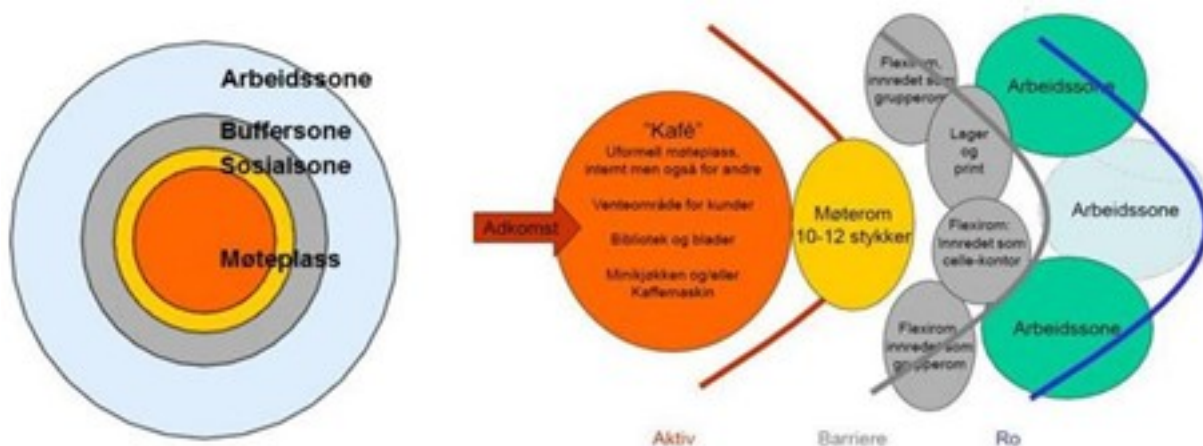 Arbeidssone
Buffersone
Sosialsone
Møteplass
Adkomst
"Kafè"
Uformell møteplass,
internt men også for andre
Venteområde for kunder
Bibliotek og blader
Minikjøkken og/eller
Kaffemaskin
Møterom
10-12 stykker
Flexirom,
innredet som
grupperom
Lager
og
print
Flexirom:
Innredet som
celle-kontor
Flexirom,
innredet som
grupperom
Arbeidssone
Arbeidssone
Arbeidssone
Aktiv
Barriere
Ro